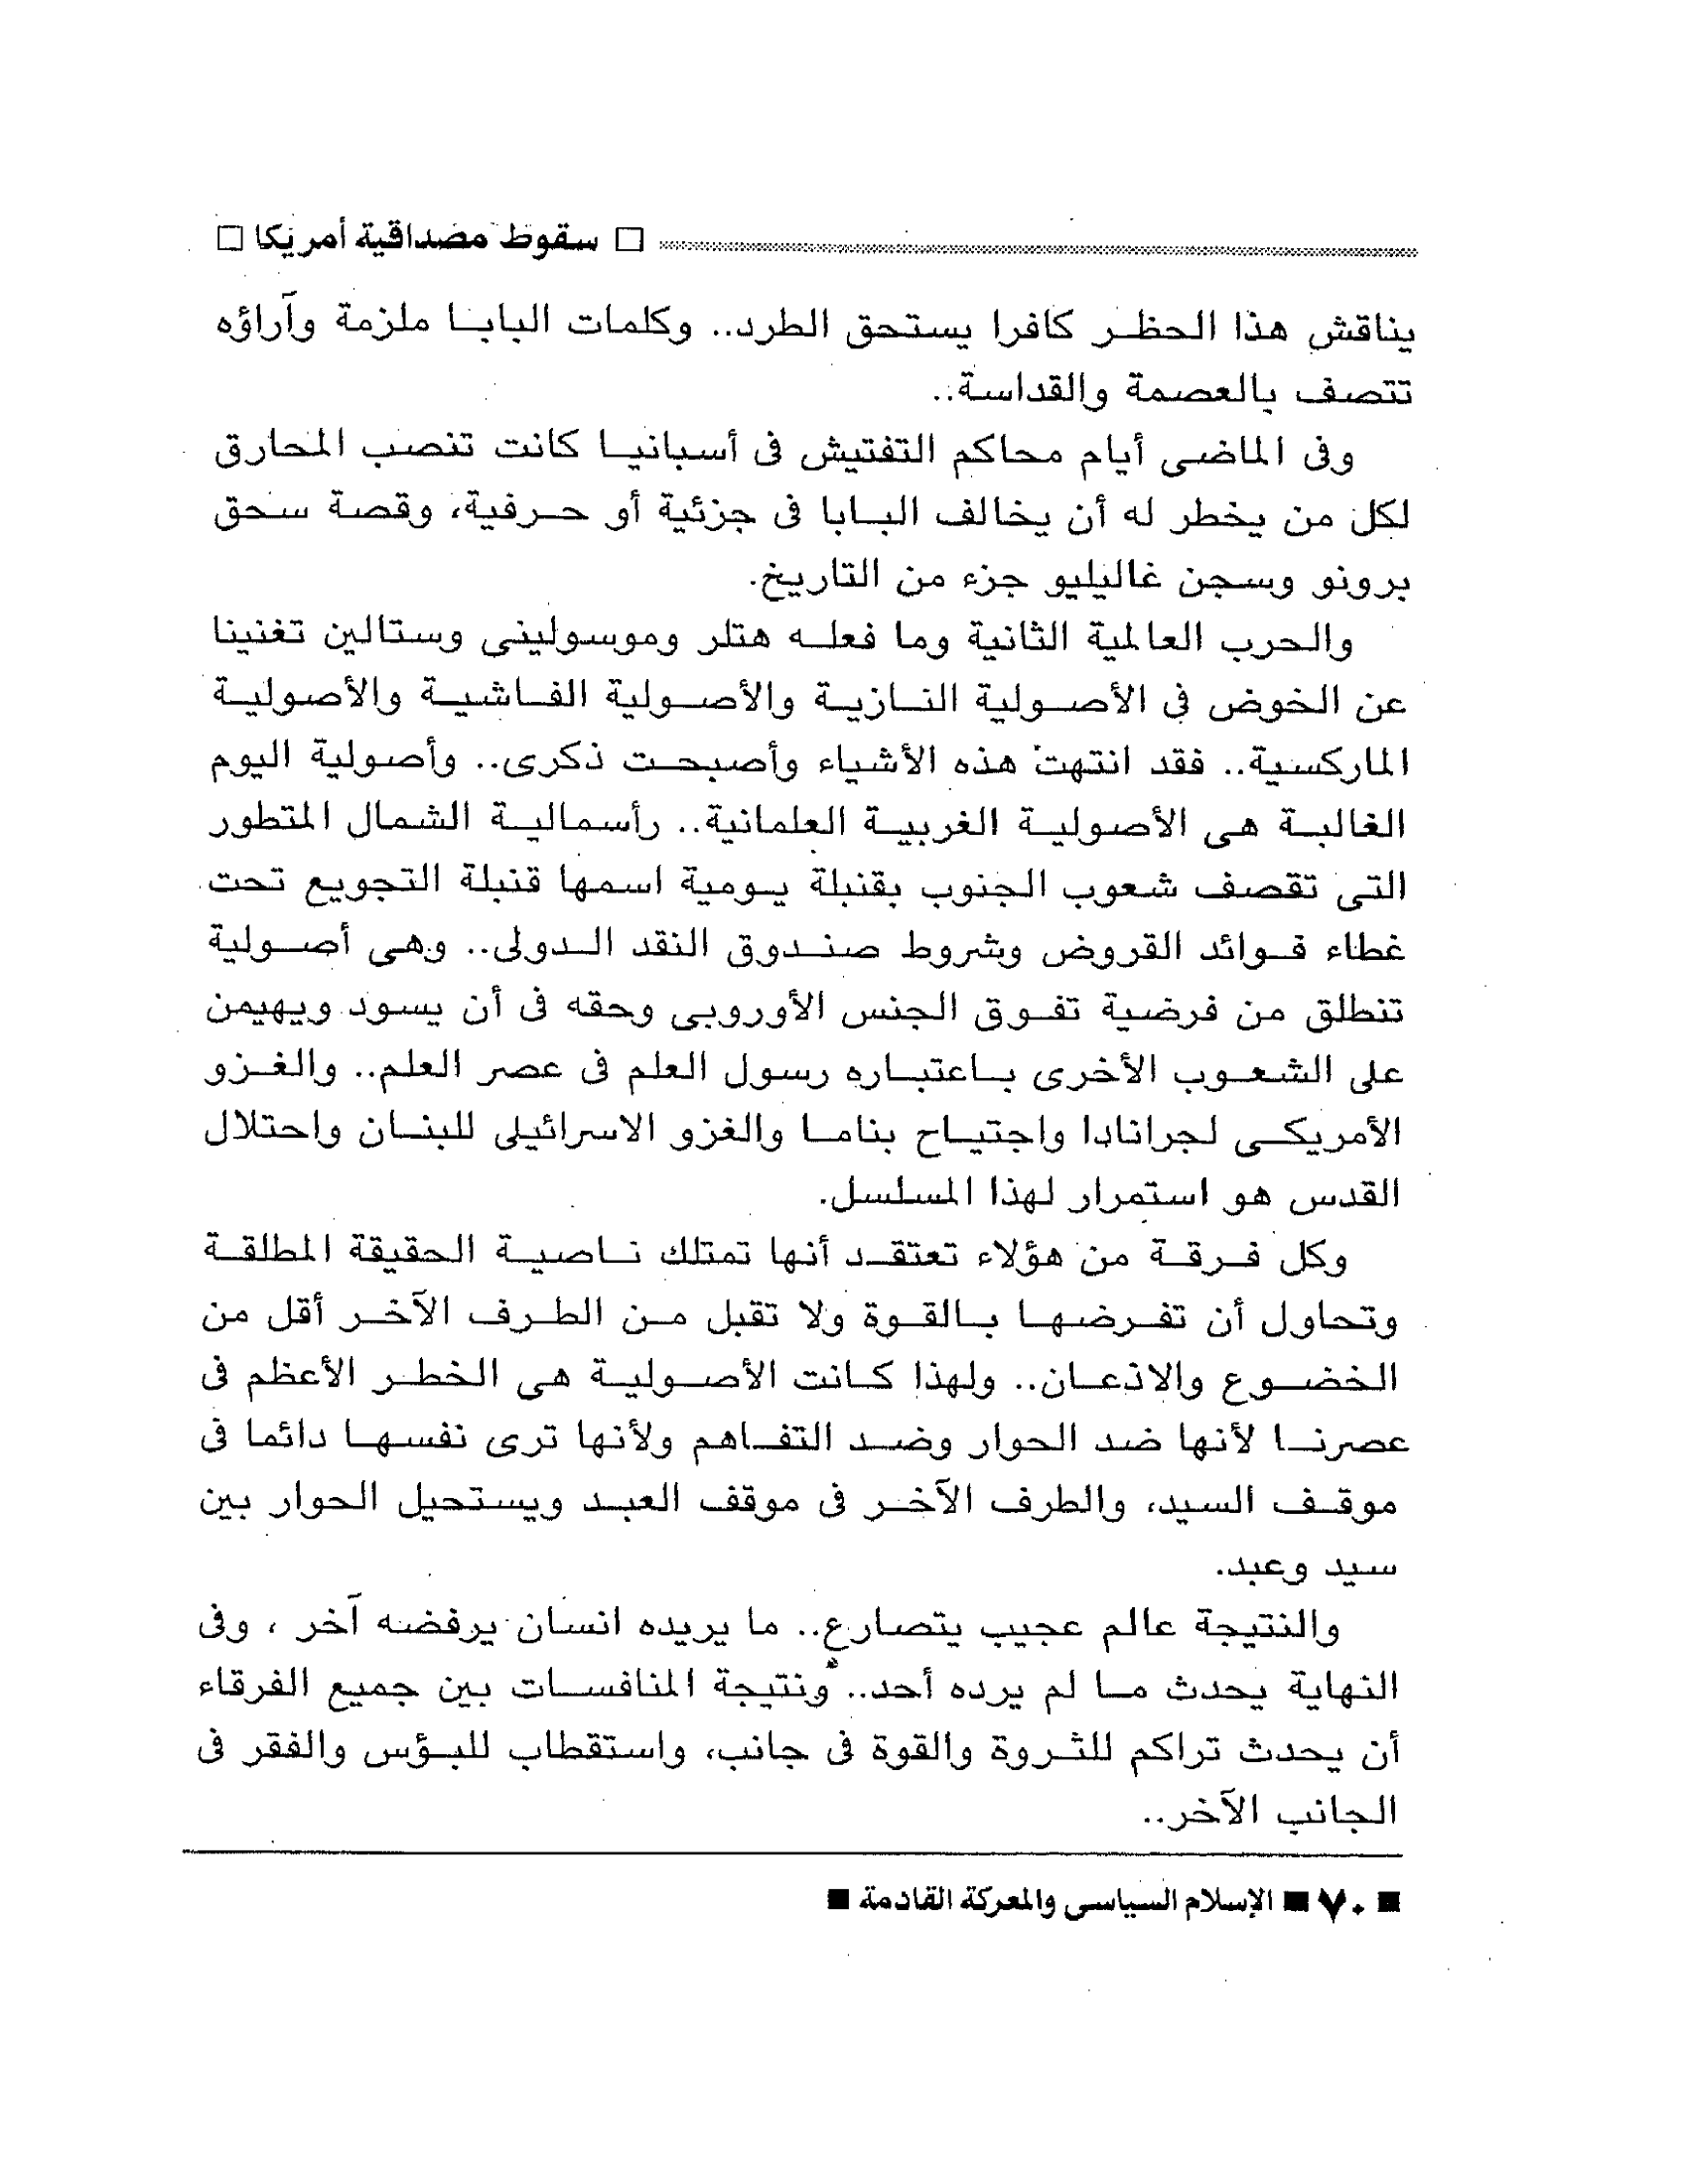 □ سقوط مصداقية أمريكا □
يناقش هذا الحظر كافرا يستحق الطرد.. وكلمات البابا ملزمة وآراؤه
تتصف بالعصمة والقداسة..
وفى الماضى أيام محاكم التفتيش فى أسبانيا كانت تنصب المحارق
لكل من يخطر له أن يخالف البابا فى جزئية أو حرفية، وقصة سحق
برونو وسجن غاليليو جزء من التاريخ.
والحرب العالمية الثانية وما فعله هتلر وموسولينى وستالين تغنينا
عن الخوض فى الأصولية النازية والأصولية الفاشية والأصولية
الماركسية.. فقد انتهت هذه الأشياء وأصبحت ذكرى.. وأصولية اليوم
الغالبة هى الأصولية الغربية العلمانية.. رأسمالية الشمال المتطور
التى تقصف شعوب الجنوب بقنبلة يومية اسمها قنبلة التجويع تحت
غطاء فوائد القروض وشروط صندوق النقد الدولى.. وهى أصولية
تنطلق من فرضية تفوق الجنس الأوروبى وحقه فى أن يسود ويهيمن
على الشعوب الأخرى باعتباره رسول العلم فى عصر العلم.. والغزو
الأمريكى لجرانادا واجتياح بناما والغزو الاسرائيلى للبنان واحتلال
القدس هو استمرار لهذا المسلسل.
وكل فرقة من هؤلاء تعتقد أنها تمتلك ناصية الحقيقة المطلقة
وتحاول أن تفرضها بالقوة ولا تقبل من الطرف الآخر أقل من
الخضوع والاذعان.. ولهذا كانت الأصولية هى الخطر الأعظم فى
عصرنا لأنها ضد الحوار وضد التفاهم ولأنها ترى نفسها دائما فى
موقف السيد، والطرف الآخر فى موقف العبد ويستحيل الحوار بين
سيد وعبد.
والنتيجة عالم عجيب يتصارع.. ما يريده انسان يرفضه آخر ، وفى
النهاية يحدث ما لم يرده أحد.. ونتيجة المنافسات بين جميع الفرقاء
أن يحدث تراكم للثروة والقوة فى جانب، واستقطاب للبؤس والفقر فى
الجانب الآخر..
■ ٧٠ ■ الإسلام السياسى والمعركة القادمة ■